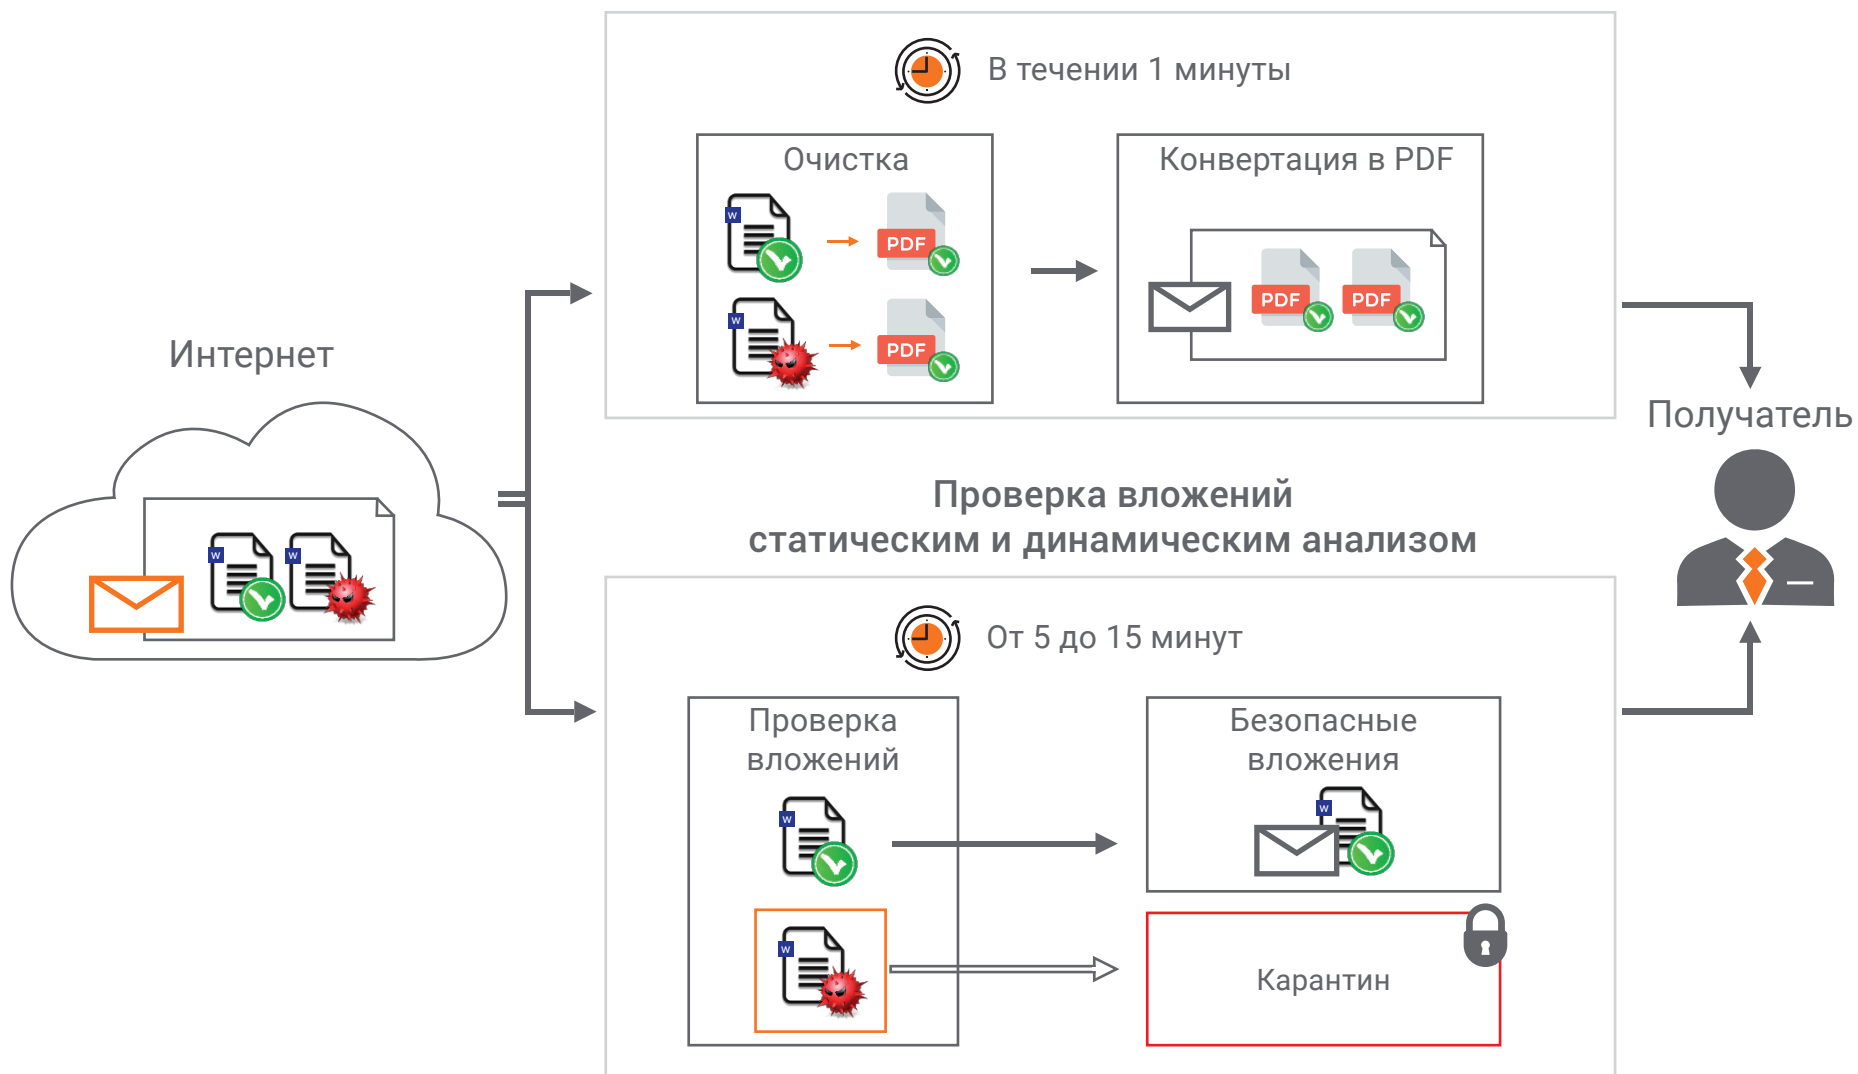 В течении 1 минуты
Очистка
Конвертация в PDF
W
PDF
W
PDF
PDF
PDF
Интернет
W
W
Получатель
Проверка вложений
статическим и динамическим анализом
От 5 до 15 минут
Проверка
вложений
Безопасные
вложения
W
W
W
Карантин